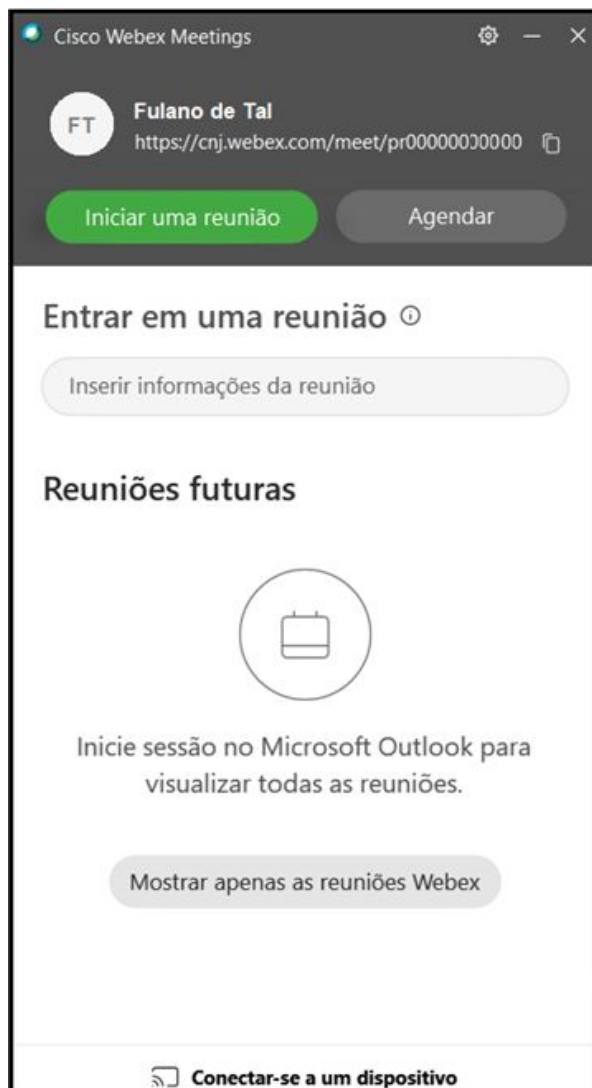 Cisco Webex Meetings
FT
Fulano de Tal
https://cnj.webex.com/meet/pr00000000000
Iniciar uma reunião
Agendar
Entrar em uma reunião
Inserir informações da reunião
Reuniões futuras
Inicie sessão no Microsoft Outlook para
visualizar todas as reuniões.
Mostrar apenas as reuniões Webex
Conectar-se a um dispositivo